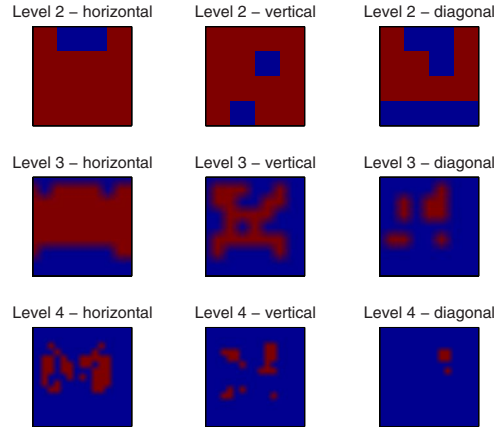 Level 2 – horizontal
Level 2 – vertical
Level 2 – diagonal
Level 3 – horizontal
Level 3 – vertical
Level 3 – diagonal
Level 4 – horizontal
Level 4 – vertical
Level 4 – diagonal